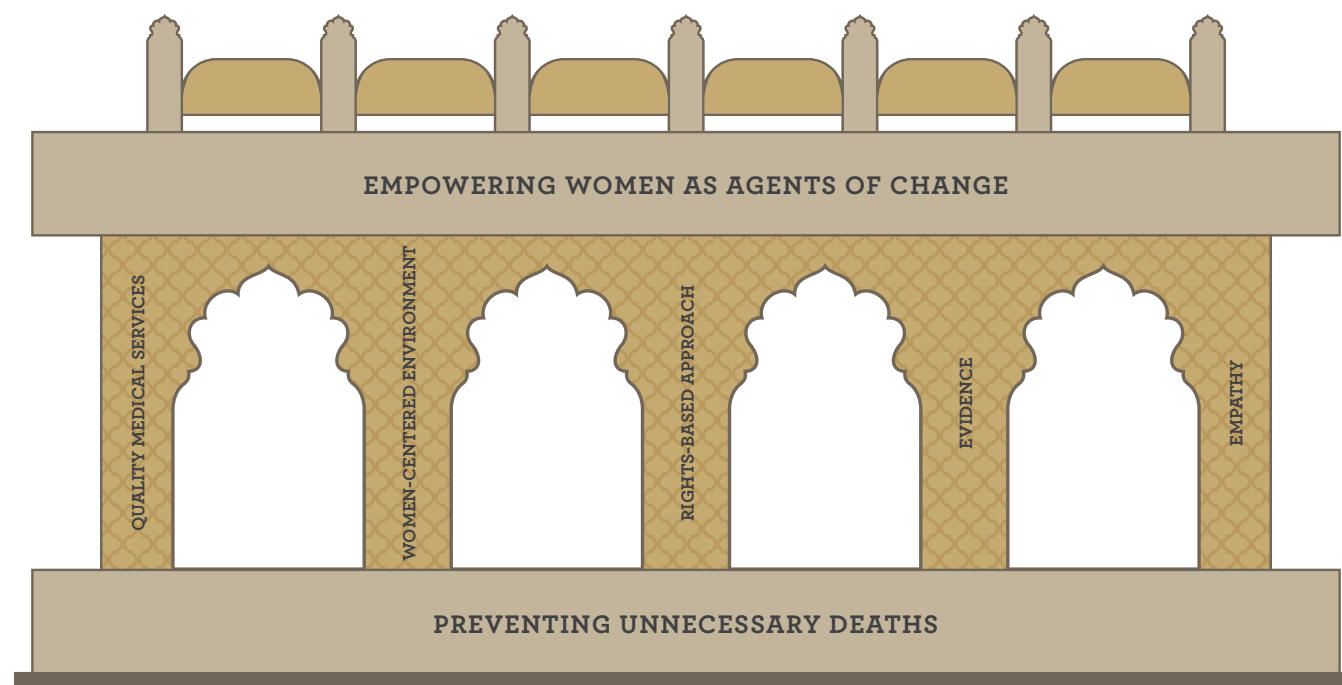 EMPOWERING WOMEN AS AGENTS OF CHANGE
QUALITY MEDICAL SERVICES
WOMEN-CENTERED ENVIRONMENT
RIGHTS-BASED APPROACH
EVIDENCE
EMPATHY
PREVENTING UNNECESSARY DEATHS